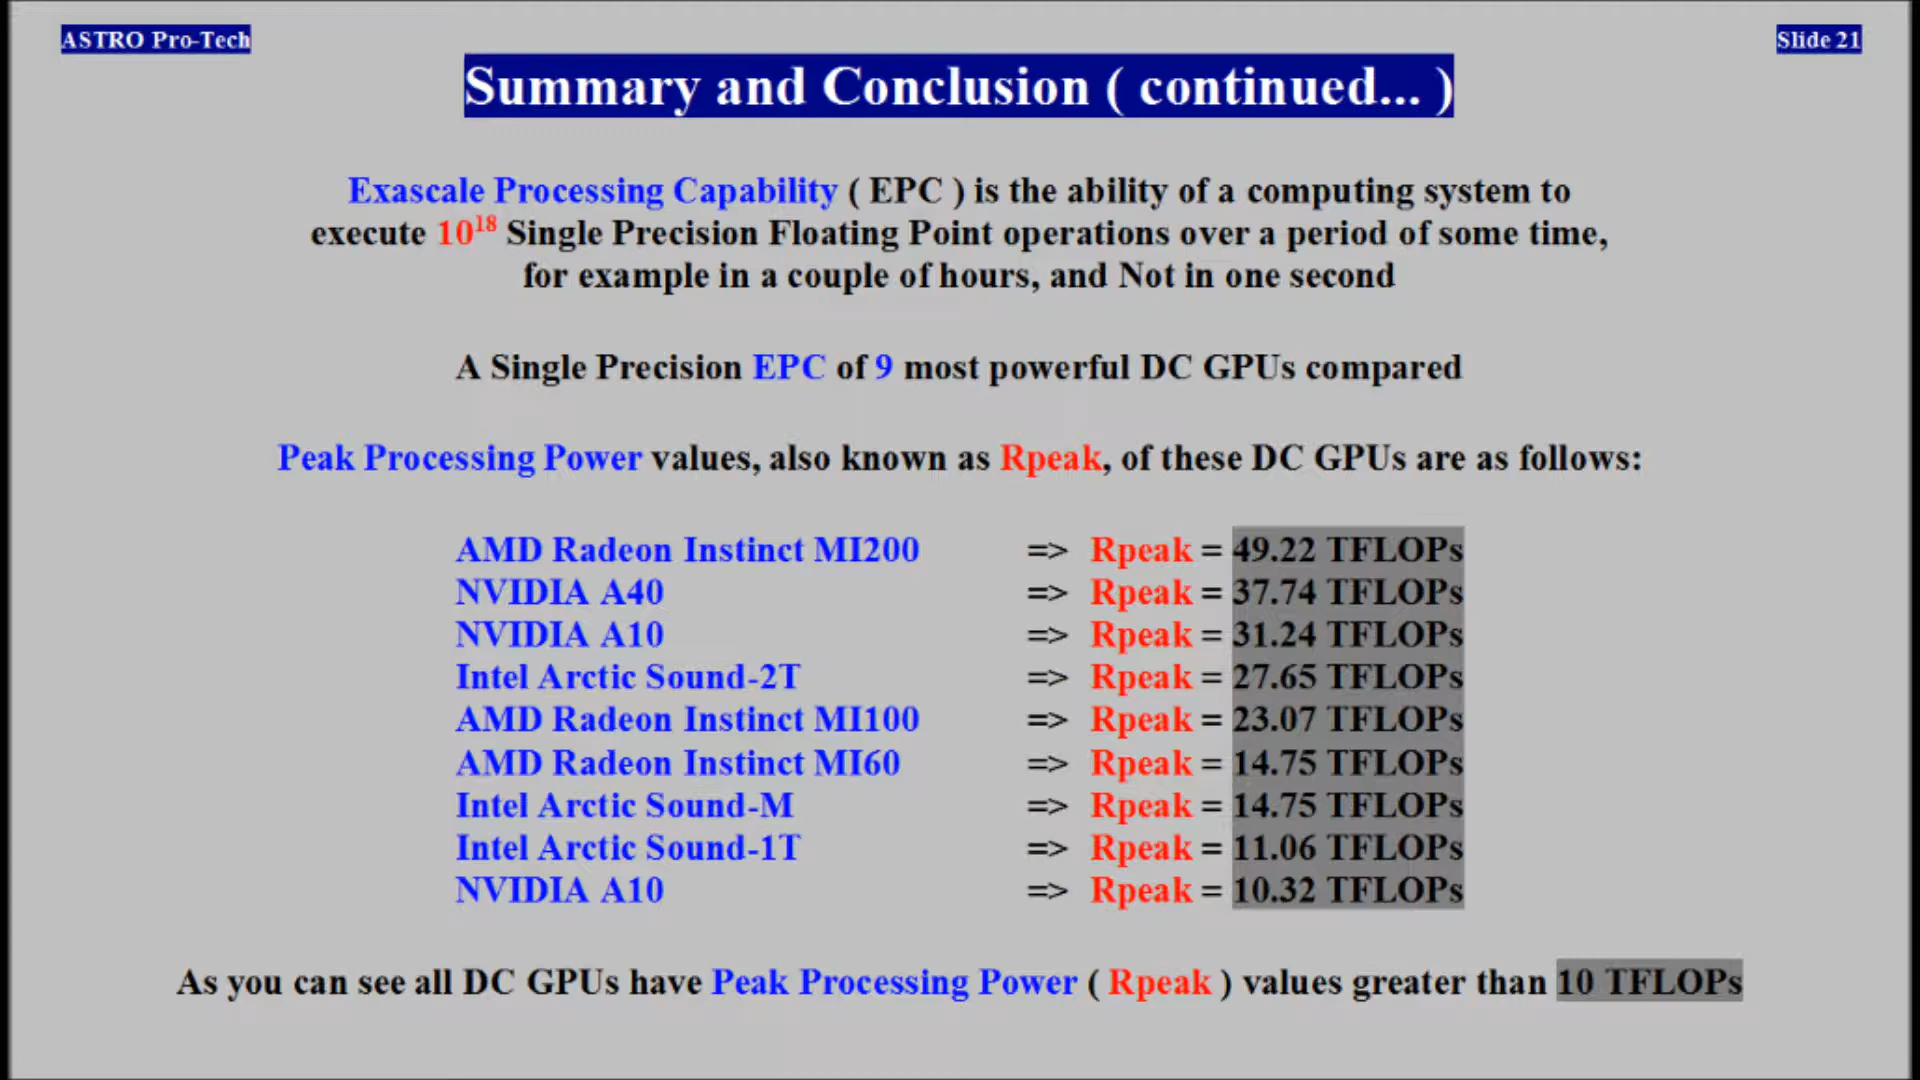 ASTRO Pro-Tech
Slide 21
Summary and Conclusion ( continued... )
Exascale Processing Capability ( EPC ) is the ability of a computing system to
execute 10¹⁸ Single Precision Floating Point operations over a period of some time,
for example in a couple of hours, and Not in one second
A Single Precision EPC of 9 most powerful DC GPUs compared
Peak Processing Power values, also known as Rpeak, of these DC GPUs are as follows:
AMD Radeon Instinct MI200 => Rpeak = 49.22 TFLOPs
NVIDIA A40 => Rpeak = 37.74 TFLOPs
NVIDIA A10 => Rpeak = 31.24 TFLOPs
Intel Arctic Sound-2T => Rpeak = 27.65 TFLOPs
AMD Radeon Instinct MI100 => Rpeak = 23.07 TFLOPs
AMD Radeon Instinct MI60 => Rpeak = 14.75 TFLOPs
Intel Arctic Sound-M => Rpeak = 14.75 TFLOPs
Intel Arctic Sound-1T => Rpeak = 11.06 TFLOPs
NVIDIA A10 => Rpeak = 10.32 TFLOPs
As you can see all DC GPUs have Peak Processing Power ( Rpeak ) values greater than 10 TFLOPs